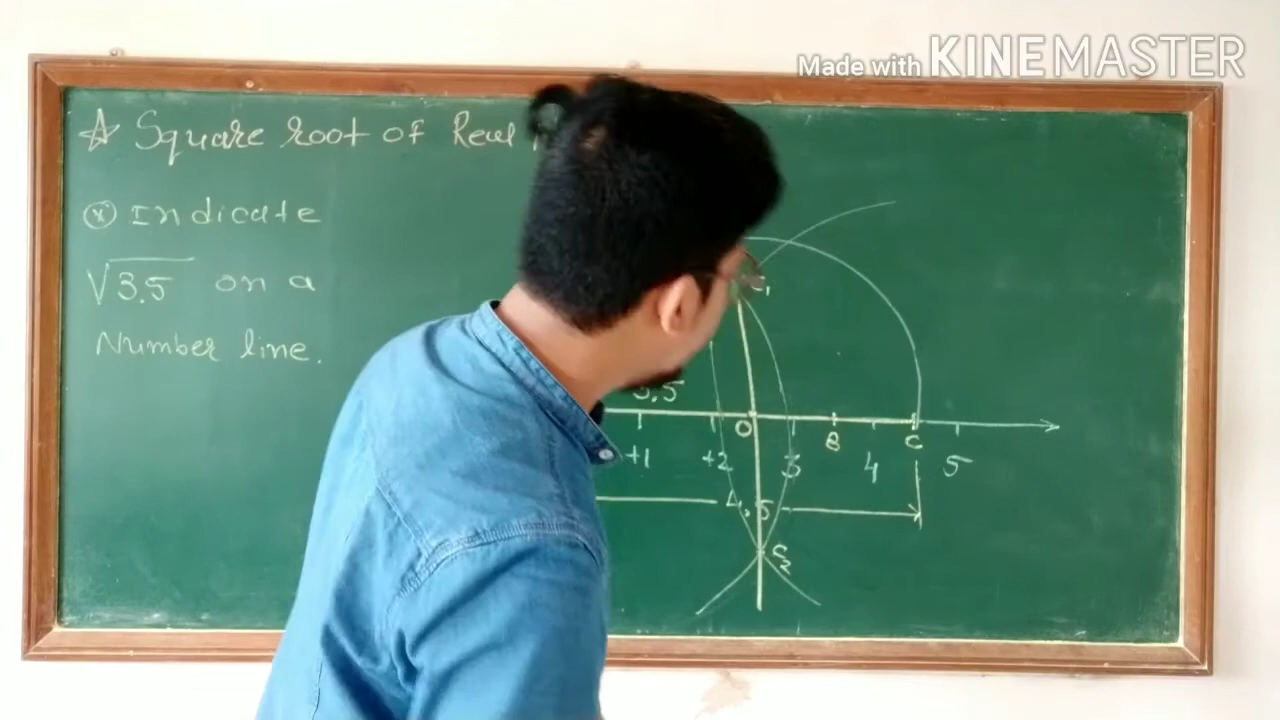 Made with KINEMASTER
☆ Square root of Real
⊛ Indicate
√3.5 on a
Number line.
3.5
O B C
+1 +2 3 4 5
4.5
S₂